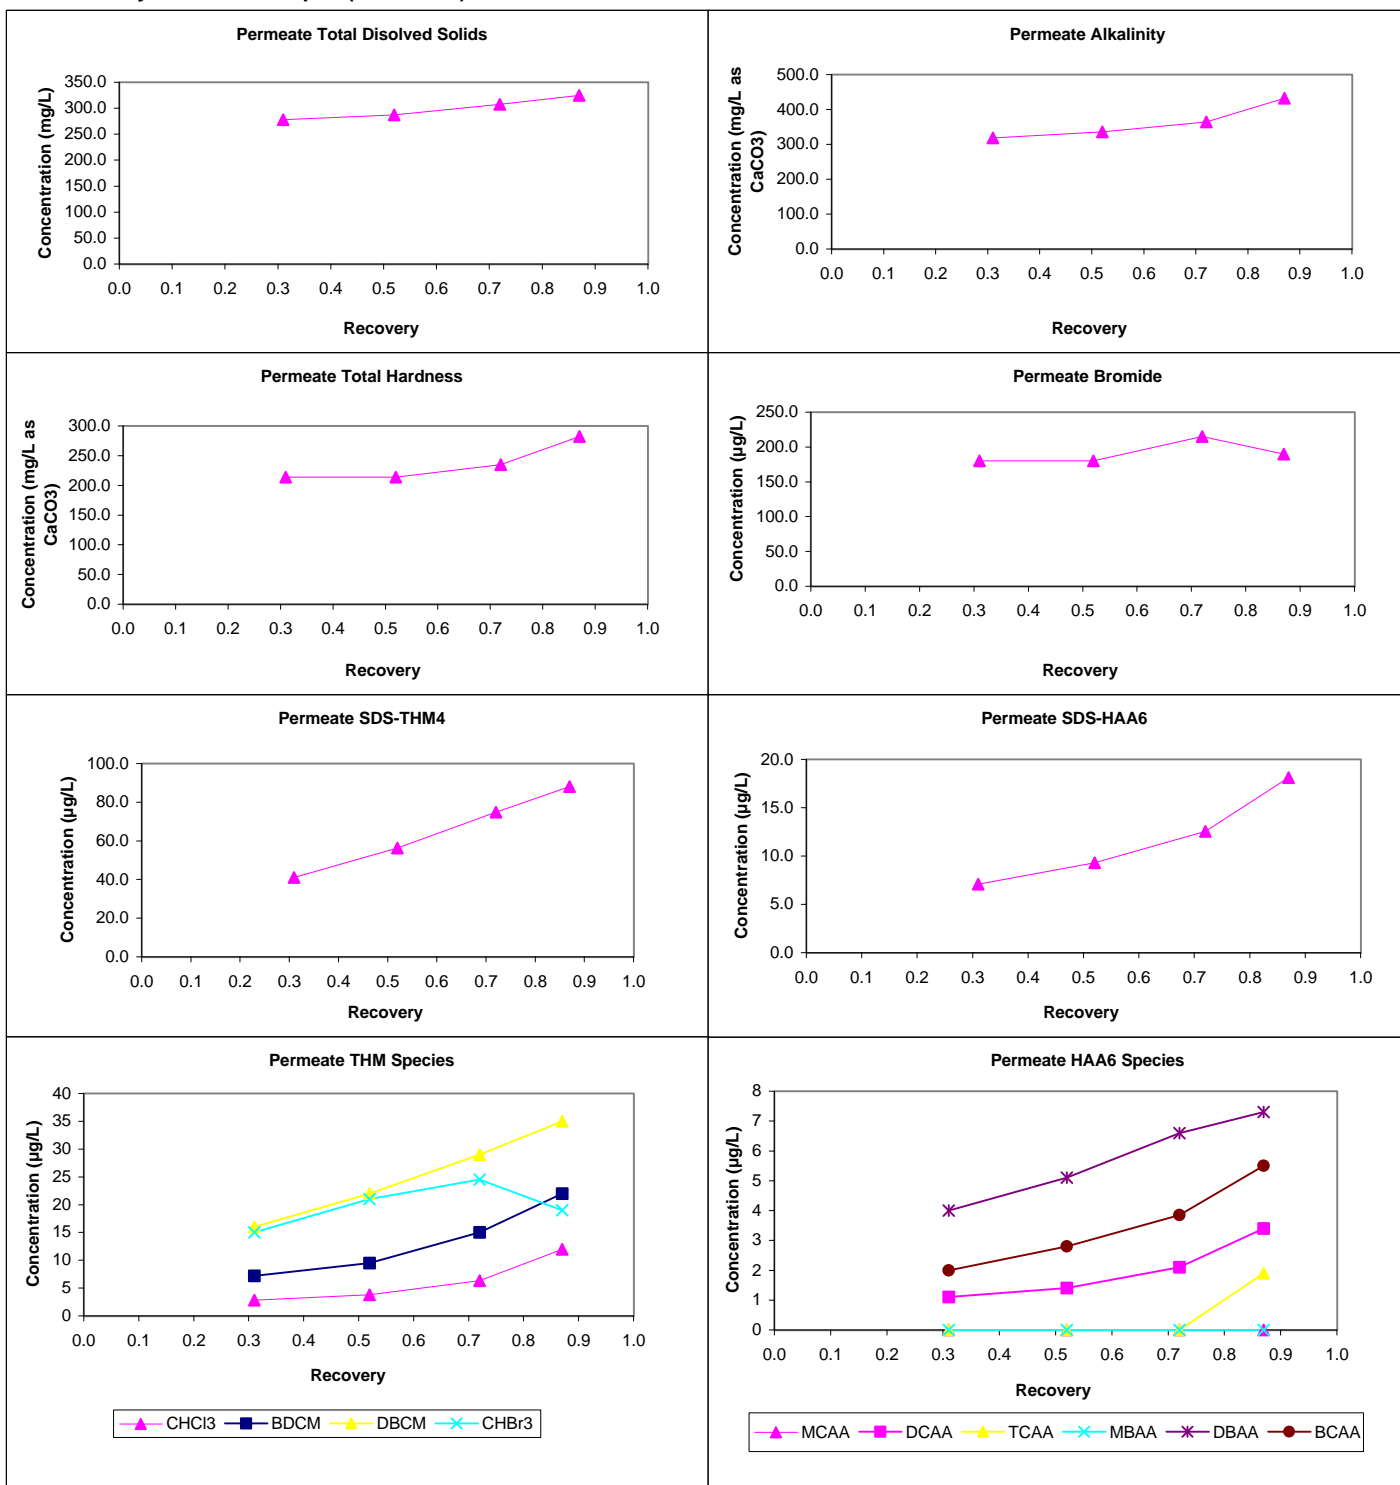 Permeate Total Disolved Solids
Concentration (mg/L)
350.0
300.0
250.0
200.0
150.0
100.0
50.0
0.0
0.0 0.1 0.2 0.3 0.4 0.5 0.6 0.7 0.8 0.9 1.0
Recovery
Permeate Alkalinity
Concentration (mg/L as
CaCO3)
500.0
400.0
300.0
200.0
100.0
0.0
0.0 0.1 0.2 0.3 0.4 0.5 0.6 0.7 0.8 0.9 1.0
Recovery
Permeate Total Hardness
Concentration (mg/L as
CaCO3)
300.0
250.0
200.0
150.0
100.0
50.0
0.0
0.0 0.1 0.2 0.3 0.4 0.5 0.6 0.7 0.8 0.9 1.0
Recovery
Permeate Bromide
Concentration (µg/L)
250.0
200.0
150.0
100.0
50.0
0.0
0.0 0.1 0.2 0.3 0.4 0.5 0.6 0.7 0.8 0.9 1.0
Recovery
Permeate SDS-THM4
Concentration (µg/L)
100.0
80.0
60.0
40.0
20.0
0.0
0.0 0.1 0.2 0.3 0.4 0.5 0.6 0.7 0.8 0.9 1.0
Recovery
Permeate SDS-HAA6
Concentration (µg/L)
20.0
15.0
10.0
5.0
0.0
0.0 0.1 0.2 0.3 0.4 0.5 0.6 0.7 0.8 0.9 1.0
Recovery
Permeate THM Species
Concentration (µg/L)
40
35
30
25
20
15
10
5
0
0.0 0.1 0.2 0.3 0.4 0.5 0.6 0.7 0.8 0.9 1.0
Recovery
CHCl3 BDCM DBCM CHBr3
Permeate HAA6 Species
Concentration (µg/L)
8
7
6
5
4
3
2
1
0
0.0 0.1 0.2 0.3 0.4 0.5 0.6 0.7 0.8 0.9 1.0
Recovery
MCAA DCAA TCAA MBAA DBAA BCAA